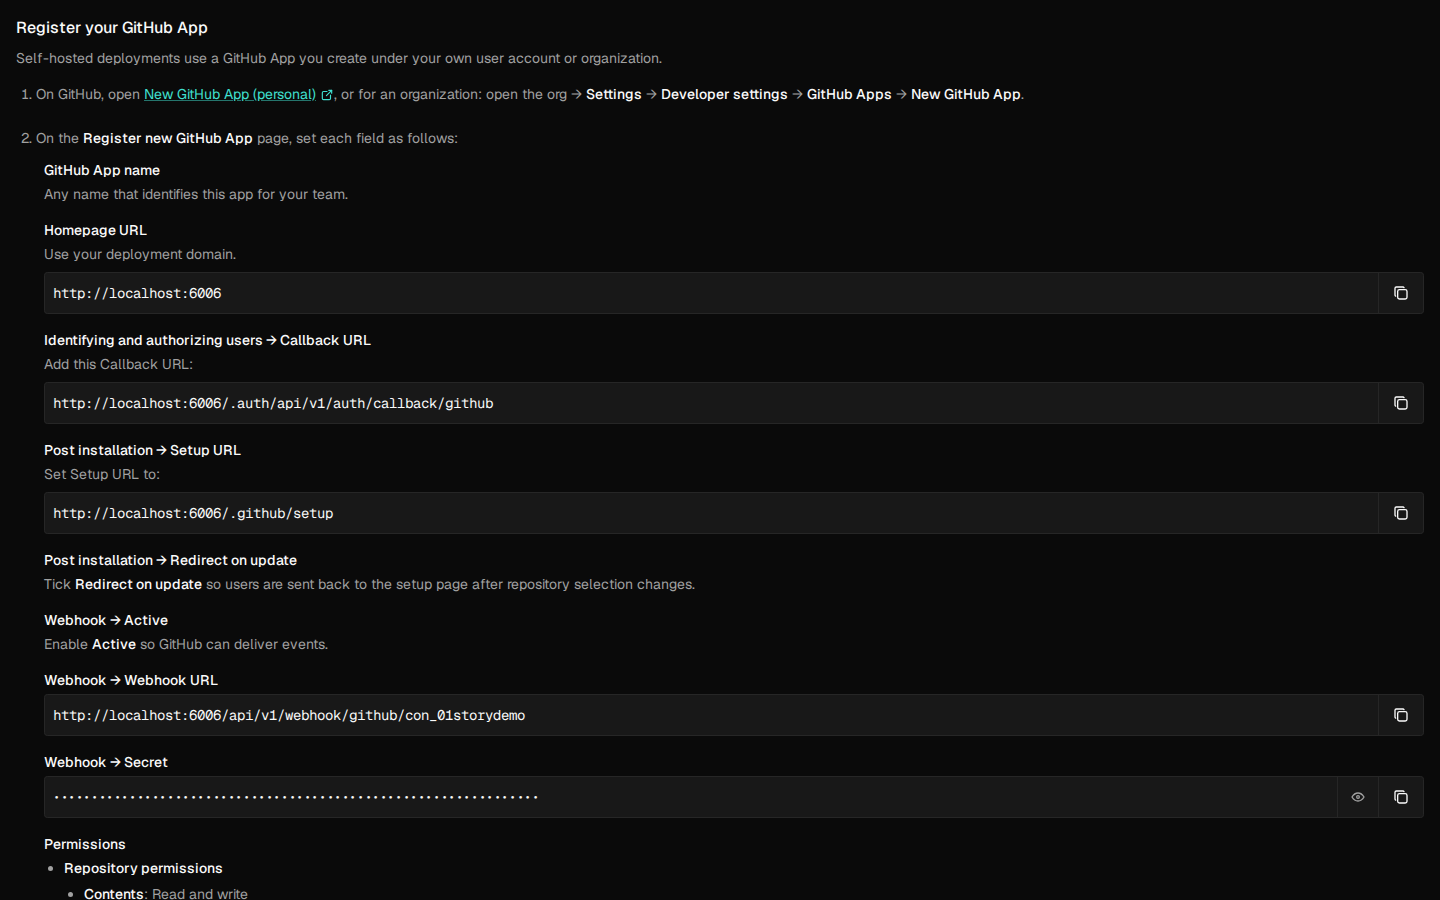 Register your GitHub App
Self-hosted deployments use a GitHub App you create under your own user account or organization.
1. On GitHub, open New GitHub App (personal), or for an organization: open the org → Settings → Developer settings → GitHub Apps → New GitHub App.
2. On the Register new GitHub App page, set each field as follows:
GitHub App name
Any name that identifies this app for your team.
Homepage URL
Use your deployment domain.
http://localhost:6006
Identifying and authorizing users → Callback URL
Add this Callback URL:
http://localhost:6006/.auth/api/v1/auth/callback/github
Post installation → Setup URL
Set Setup URL to:
http://localhost:6006/.github/setup
Post installation → Redirect on update
Tick Redirect on update so users are sent back to the setup page after repository selection changes.
Webhook → Active
Enable Active so GitHub can deliver events.
Webhook → Webhook URL
http://localhost:6006/api/v1/webhook/github/con_01storydemo
Webhook → Secret
Permissions
• Repository permissions
• Contents: Read and write